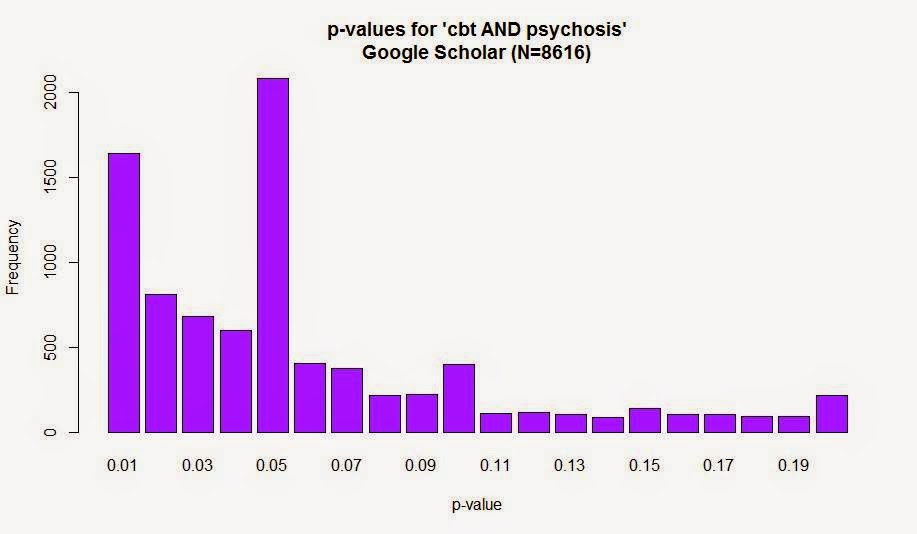 p-values for 'cbt AND psychosis'
Google Scholar (N=8616)
Frequency
2000
1500
1000
500
0
0.01 0.03 0.05 0.07 0.09 0.11 0.13 0.15 0.17 0.19
p-value